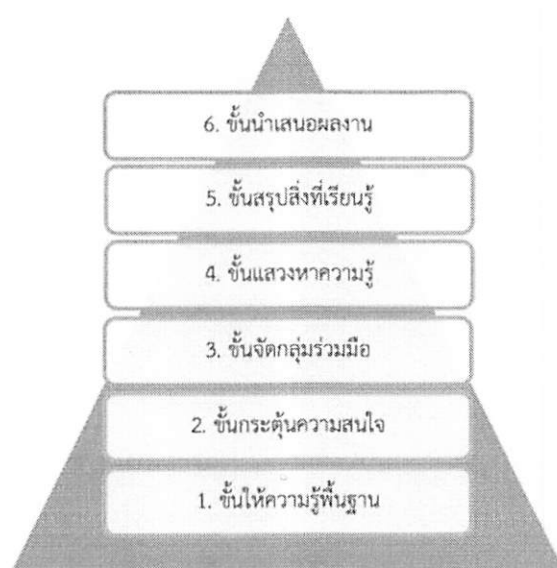 6. ขั้นนำเสนอผลงาน
5. ขั้นสรุปสิ่งที่เรียนรู้
4. ขั้นแสวงหาความรู้
3. ขั้นจัดกลุ่มร่วมมือ
2. ขั้นกระตุ้นความสนใจ
1. ขั้นให้ความรู้พื้นฐาน